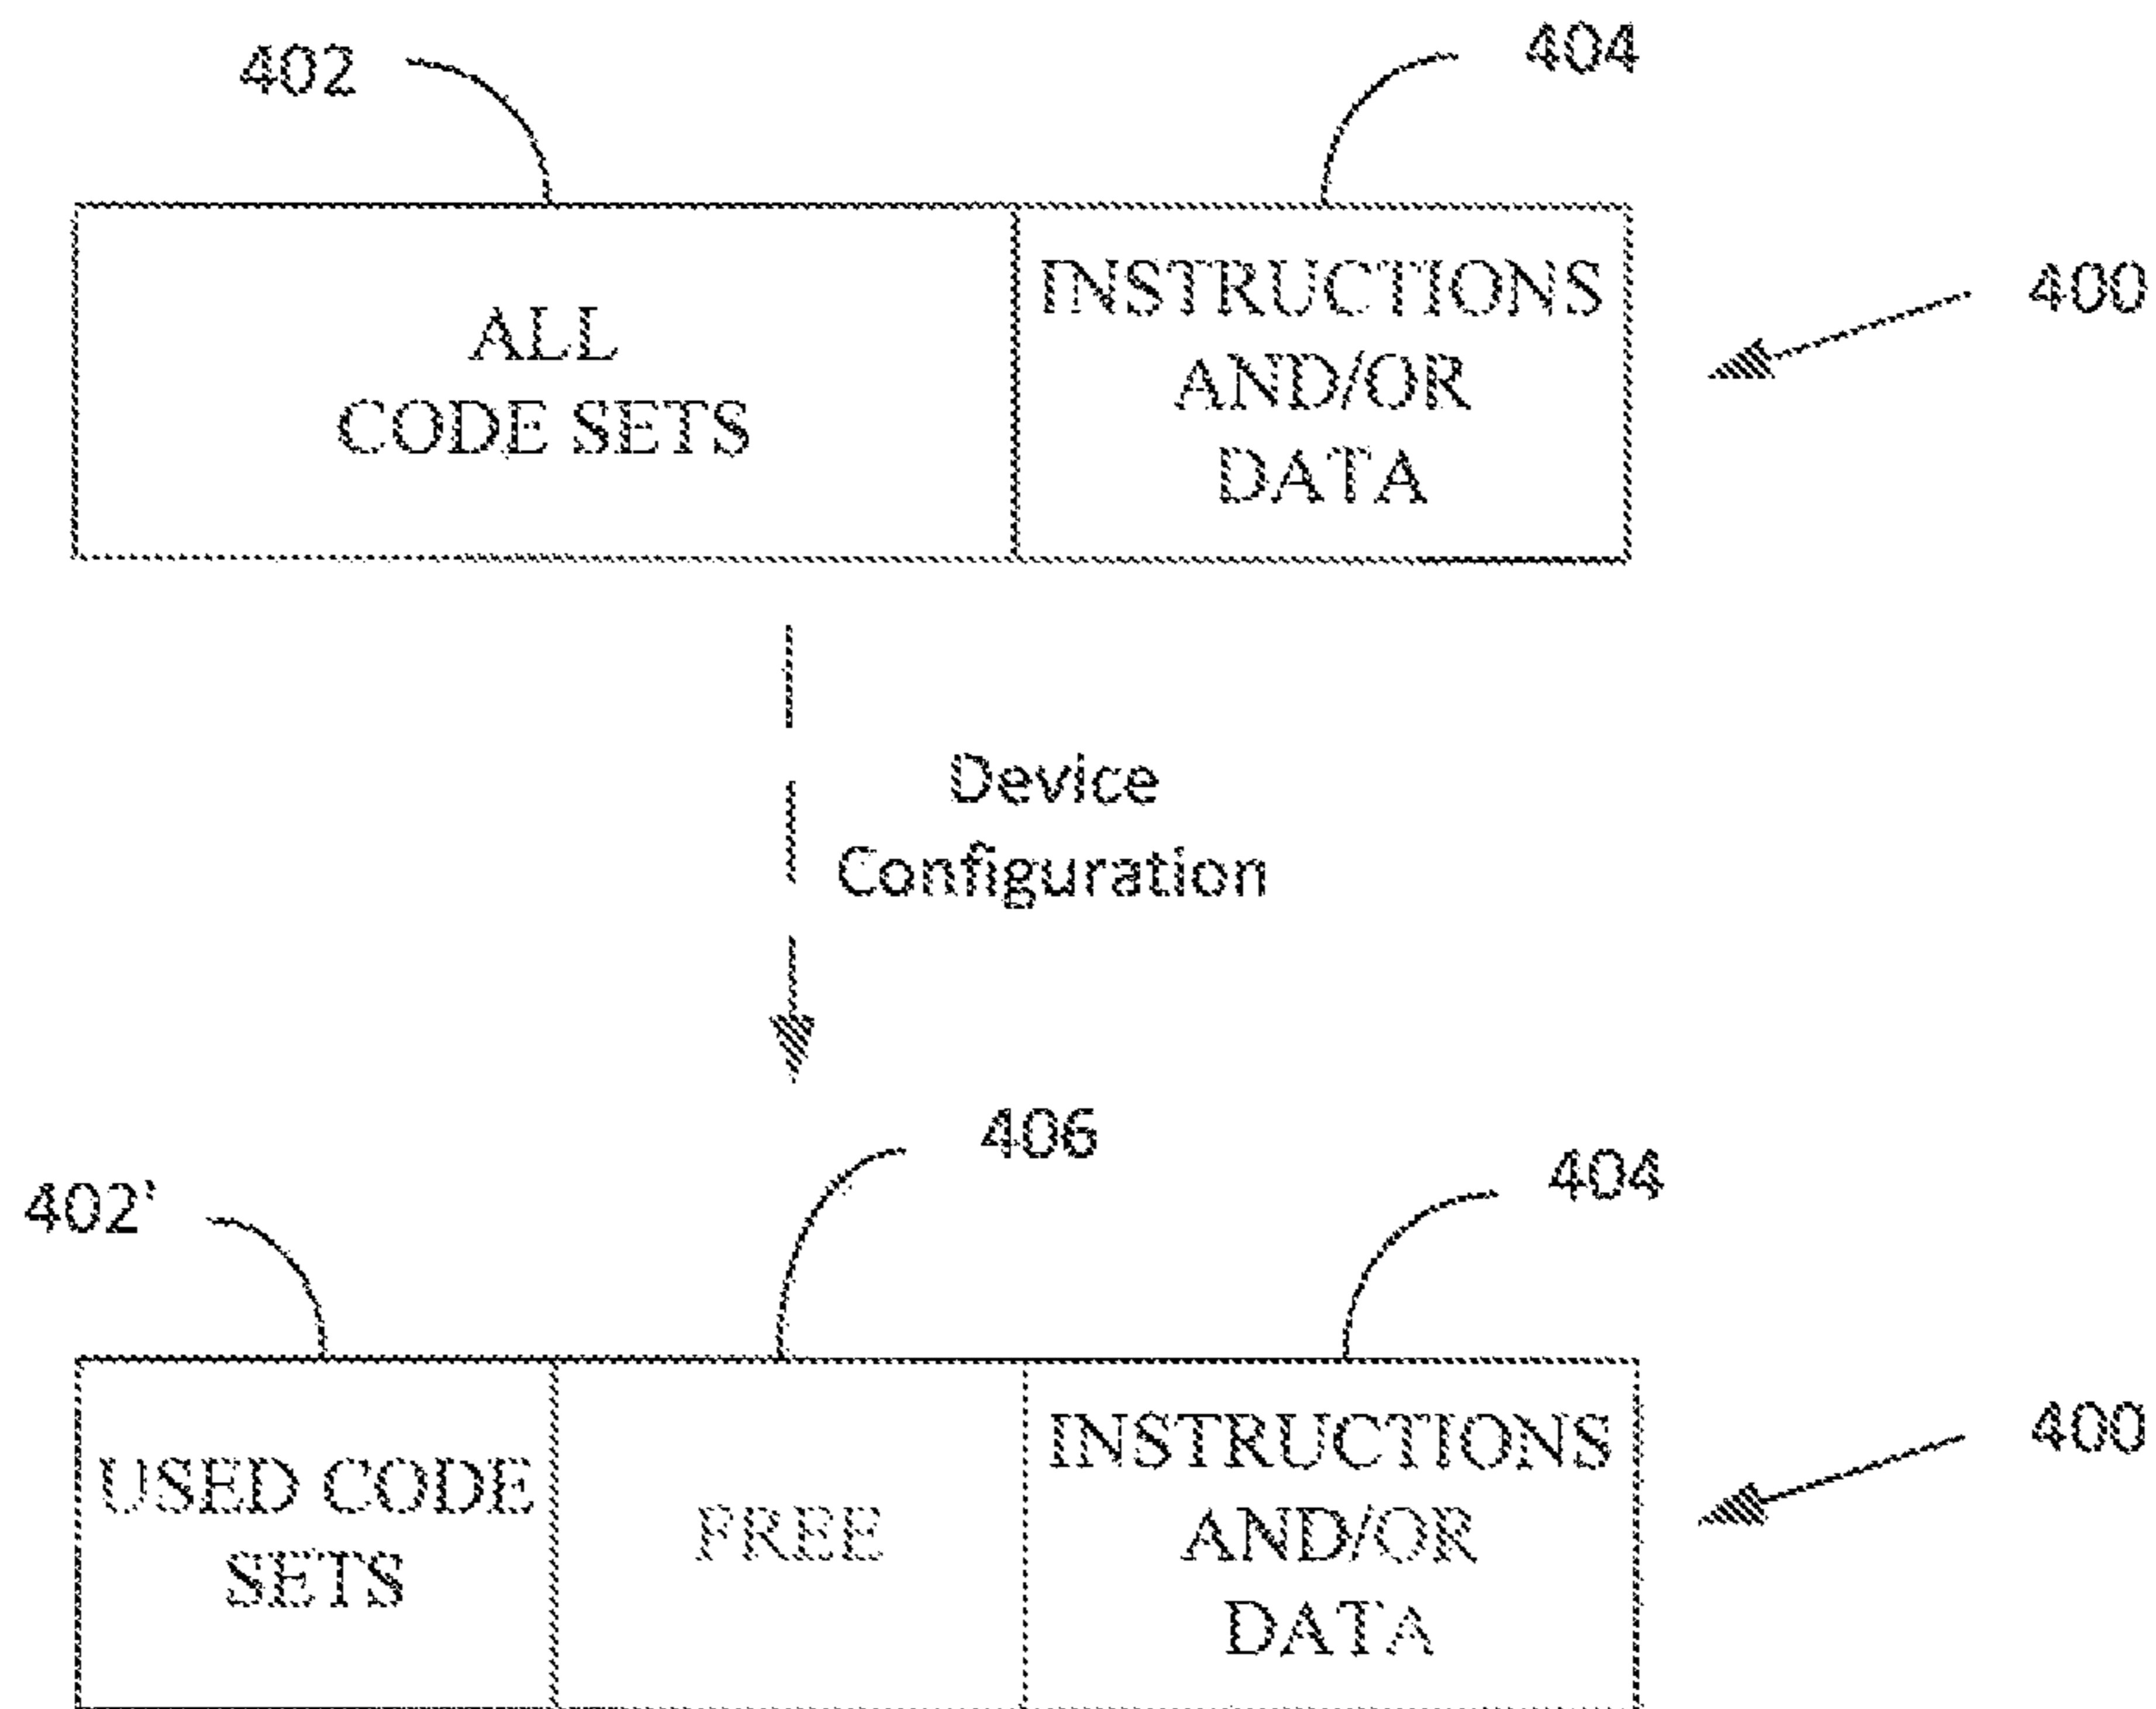 402
404
ALL
CODE SETS
INSTRUCTIONS
AND/OR
DATA
400
Device
Configuration
406
404
402'
USED CODE
SETS
FREE
INSTRUCTIONS
AND/OR
DATA
400